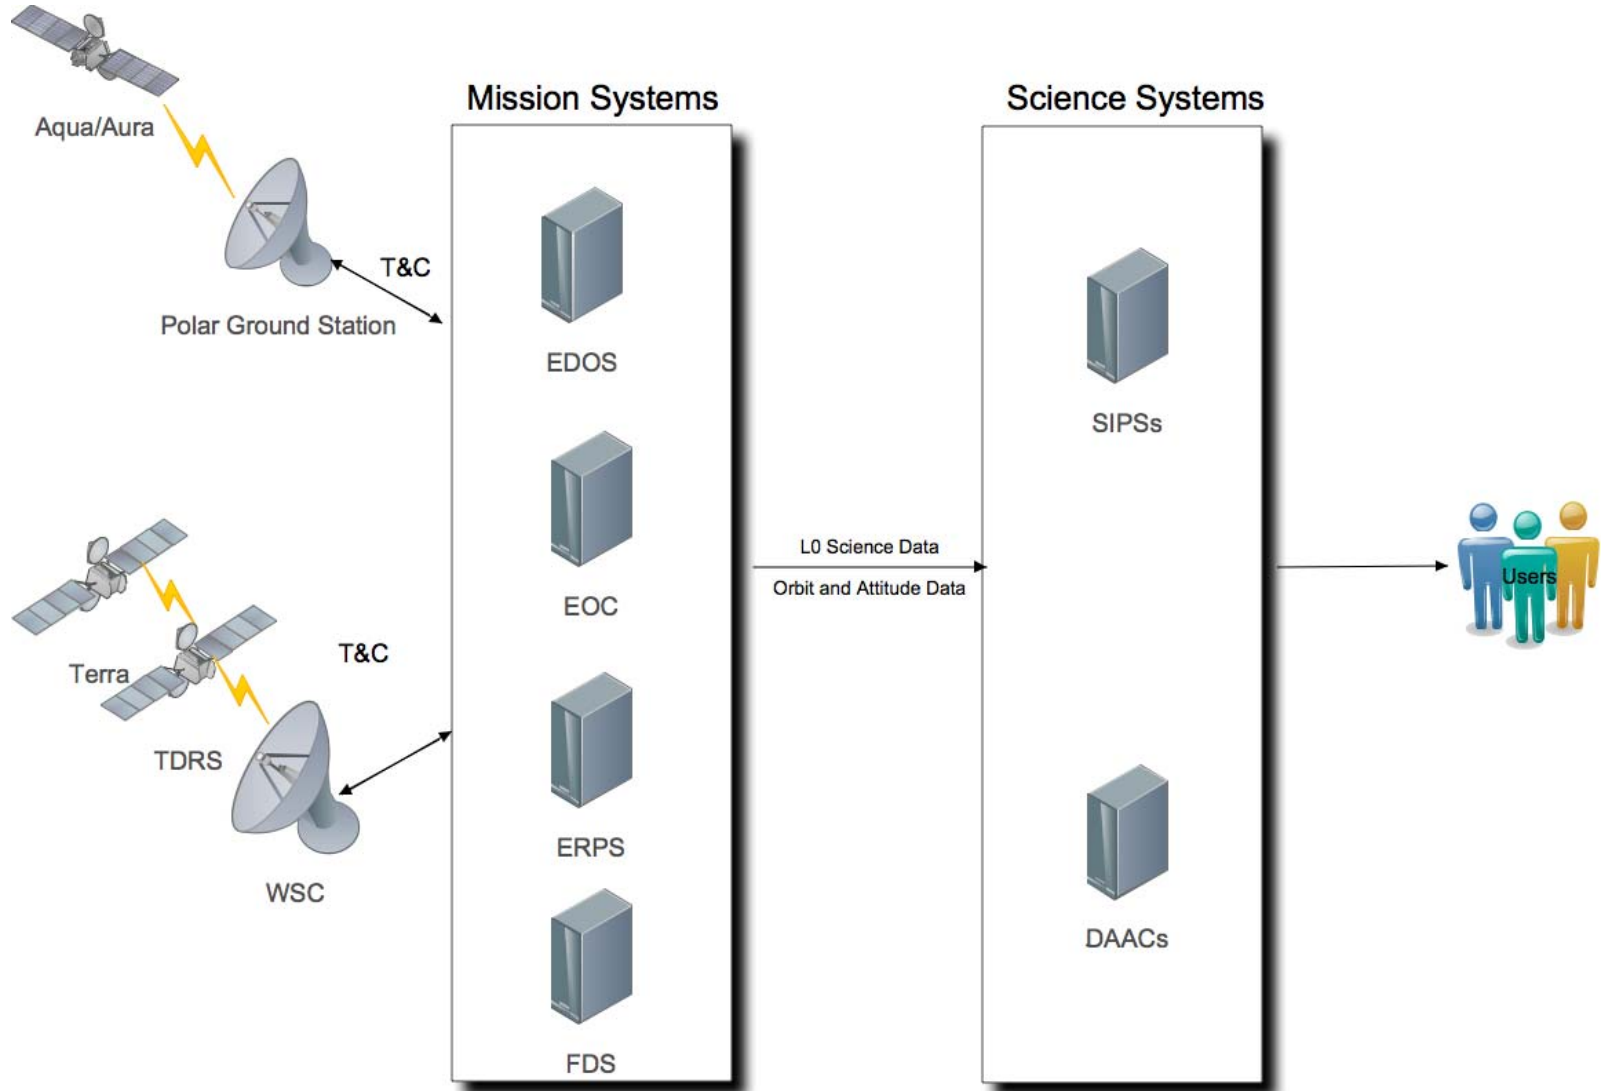 Mission Systems
Science Systems
Aqua/Aura
T&C
Polar Ground Station
EDOS
SIPSs
L0 Science Data
Orbit and Attitude Data
EOC
Users
T&C
Terra
TDRS
ERPS
WSC
DAACs
FDS